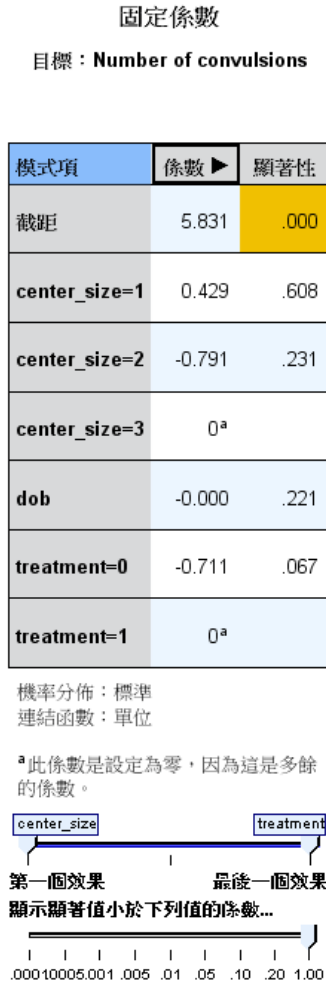 固定係數
目標：Number of convulsions
模式項 係數 ▶ 顯著性
截距 5.831 .000
center_size=1 0.429 .608
center_size=2 -0.791 .231
center_size=3 0ᵃ
dob -0.000 .221
treatment=0 -0.711 .067
treatment=1 0ᵃ
機率分佈：標準
連結函數：單位
ᵃ此係數是設定為零，因為這是多餘
的係數。
center_size treatment
第一個效果 最後一個效果
顯示顯著值小於下列值的係數...
.00010005.001 .005 .01 .05 .10 .20 1.00